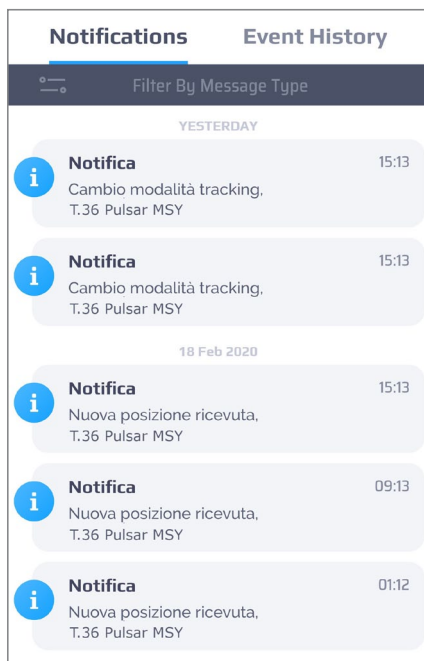 Notifications Event History
Filter By Message Type
YESTERDAY
Notifica 15:13
Cambio modalità tracking,
T.36 Pulsar MSY
Notifica 15:13
Cambio modalità tracking,
T.36 Pulsar MSY
18 Feb 2020
Notifica 15:13
Nuova posizione ricevuta,
T.36 Pulsar MSY
Notifica 09:13
Nuova posizione ricevuta,
T.36 Pulsar MSY
Notifica 01:12
Nuova posizione ricevuta,
T.36 Pulsar MSY